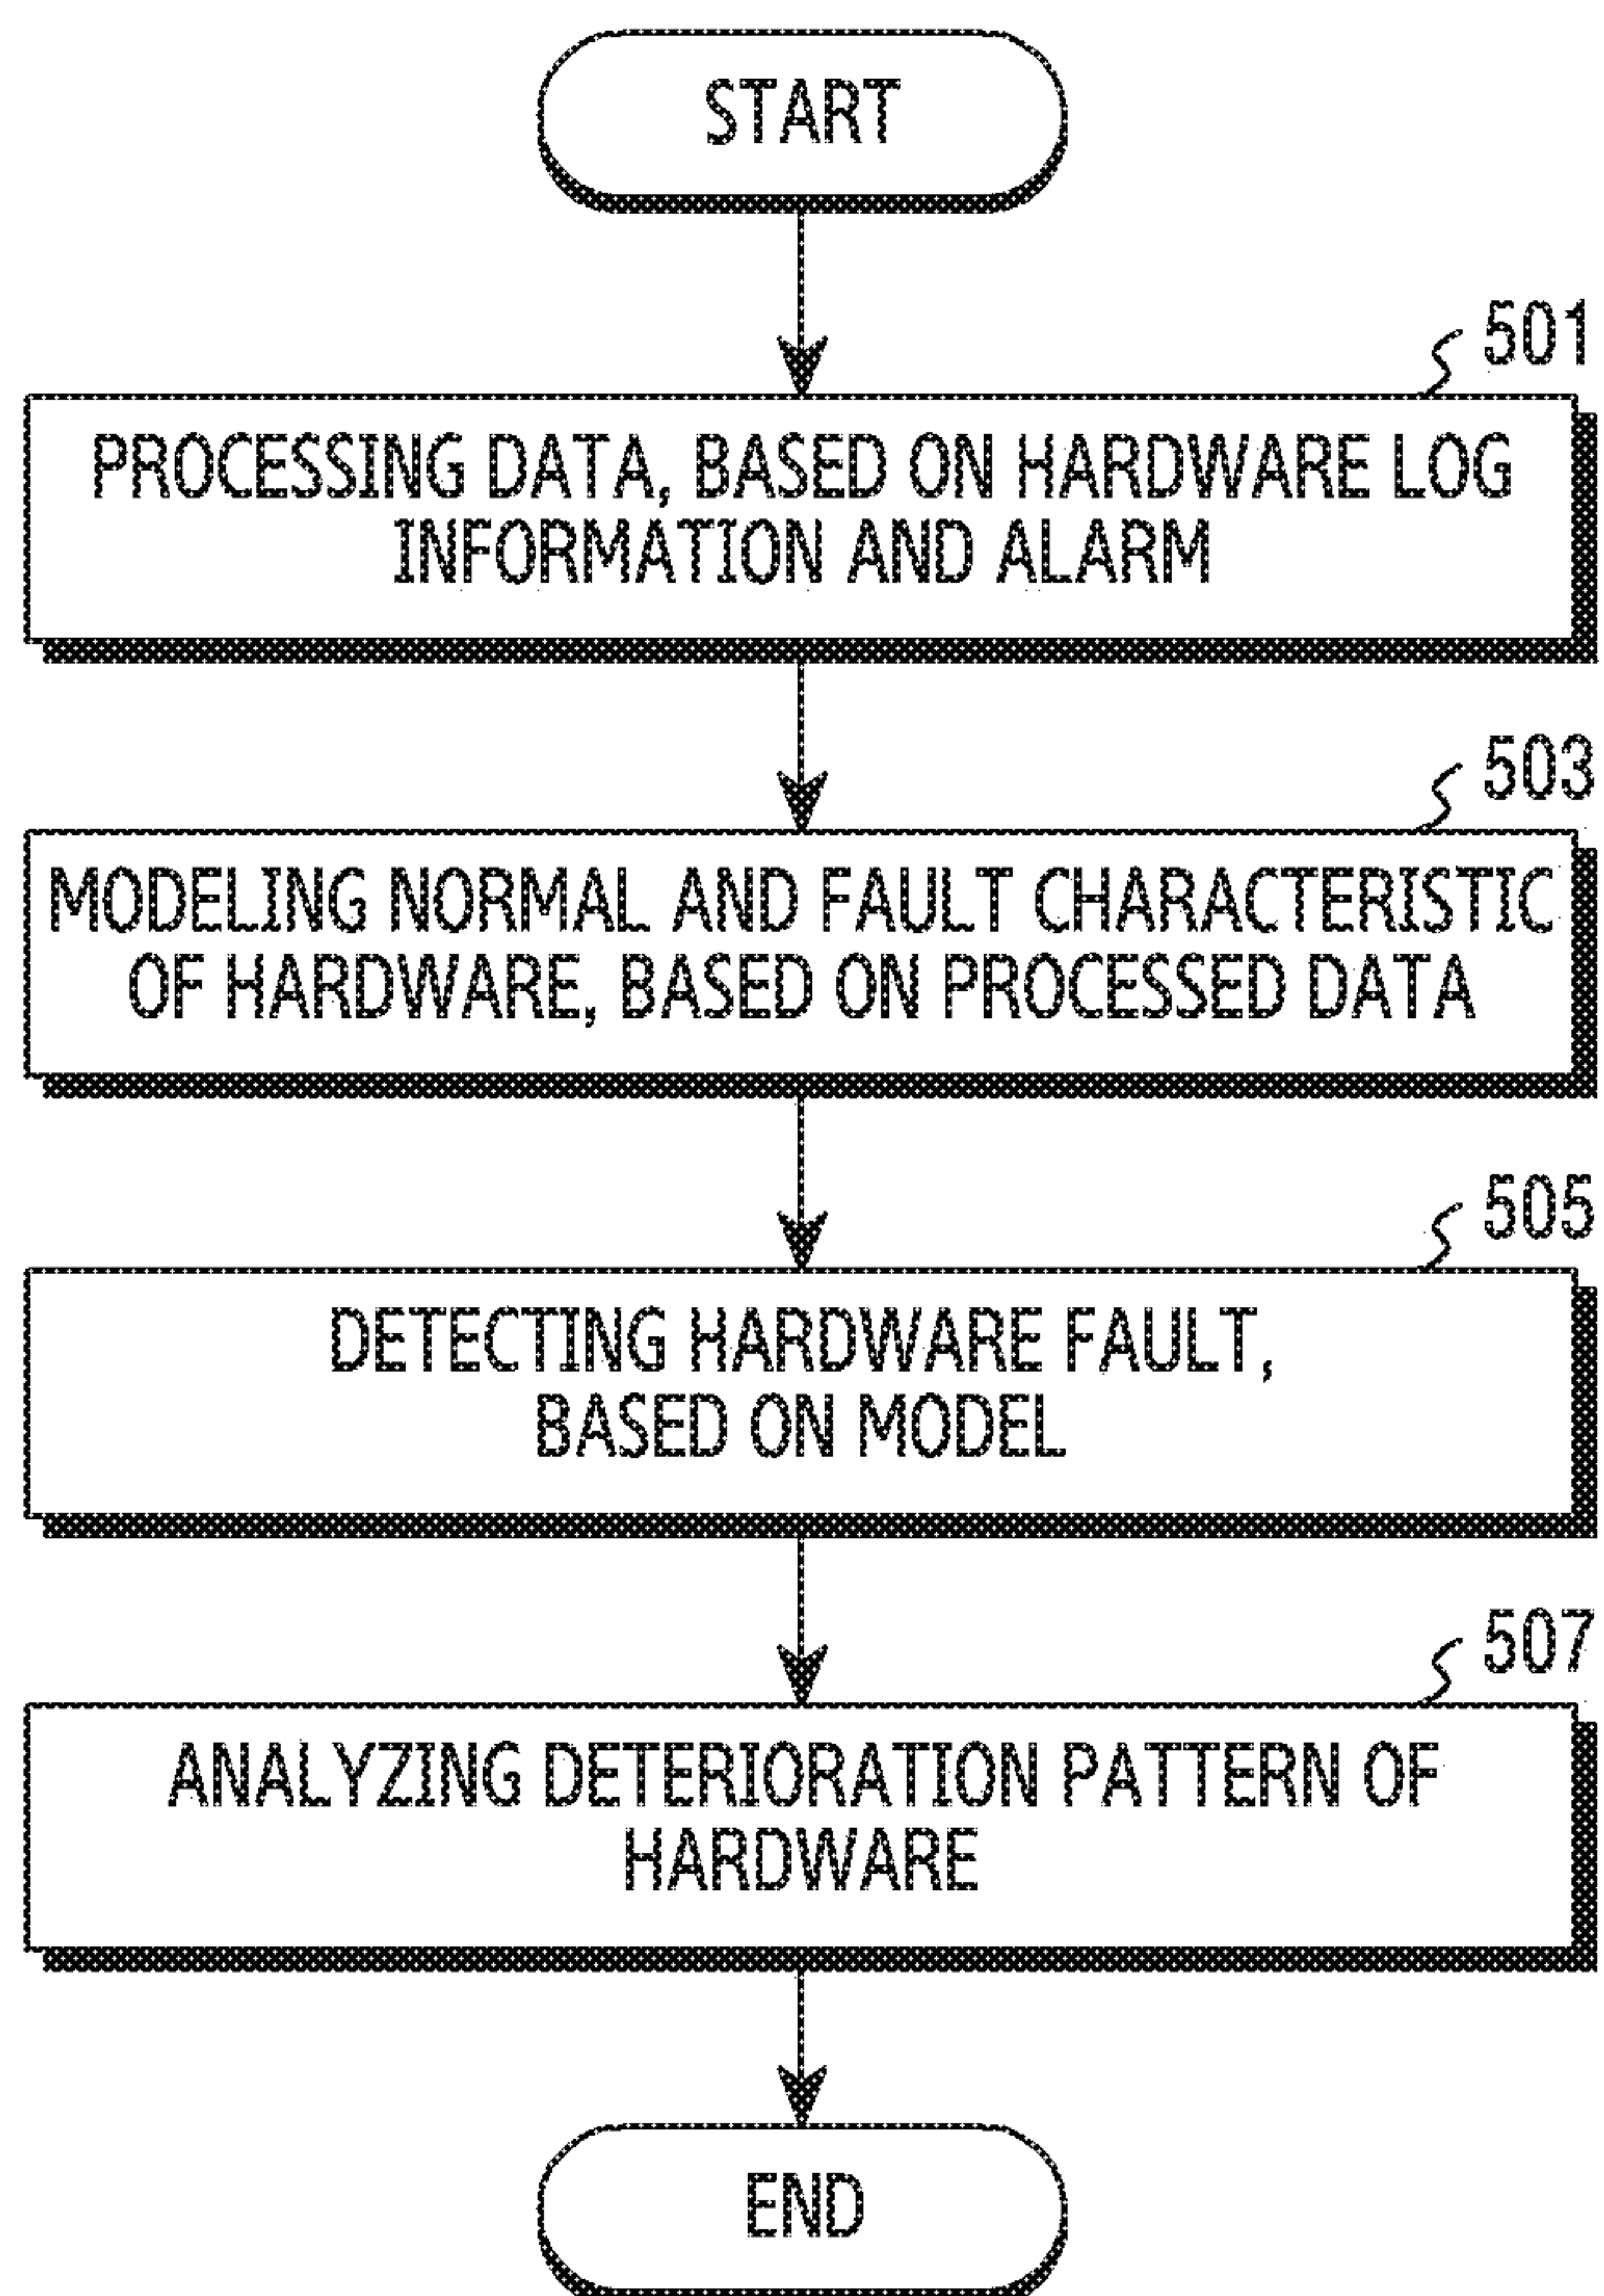 START
501
PROCESSING DATA, BASED ON HARDWARE LOG
INFORMATION AND ALARM
503
MODELING NORMAL AND FAULT CHARACTERISTIC
OF HARDWARE, BASED ON PROCESSED DATA
505
DETECTING HARDWARE FAULT,
BASED ON MODEL
507
ANALYZING DETERIORATION PATTERN OF
HARDWARE
END